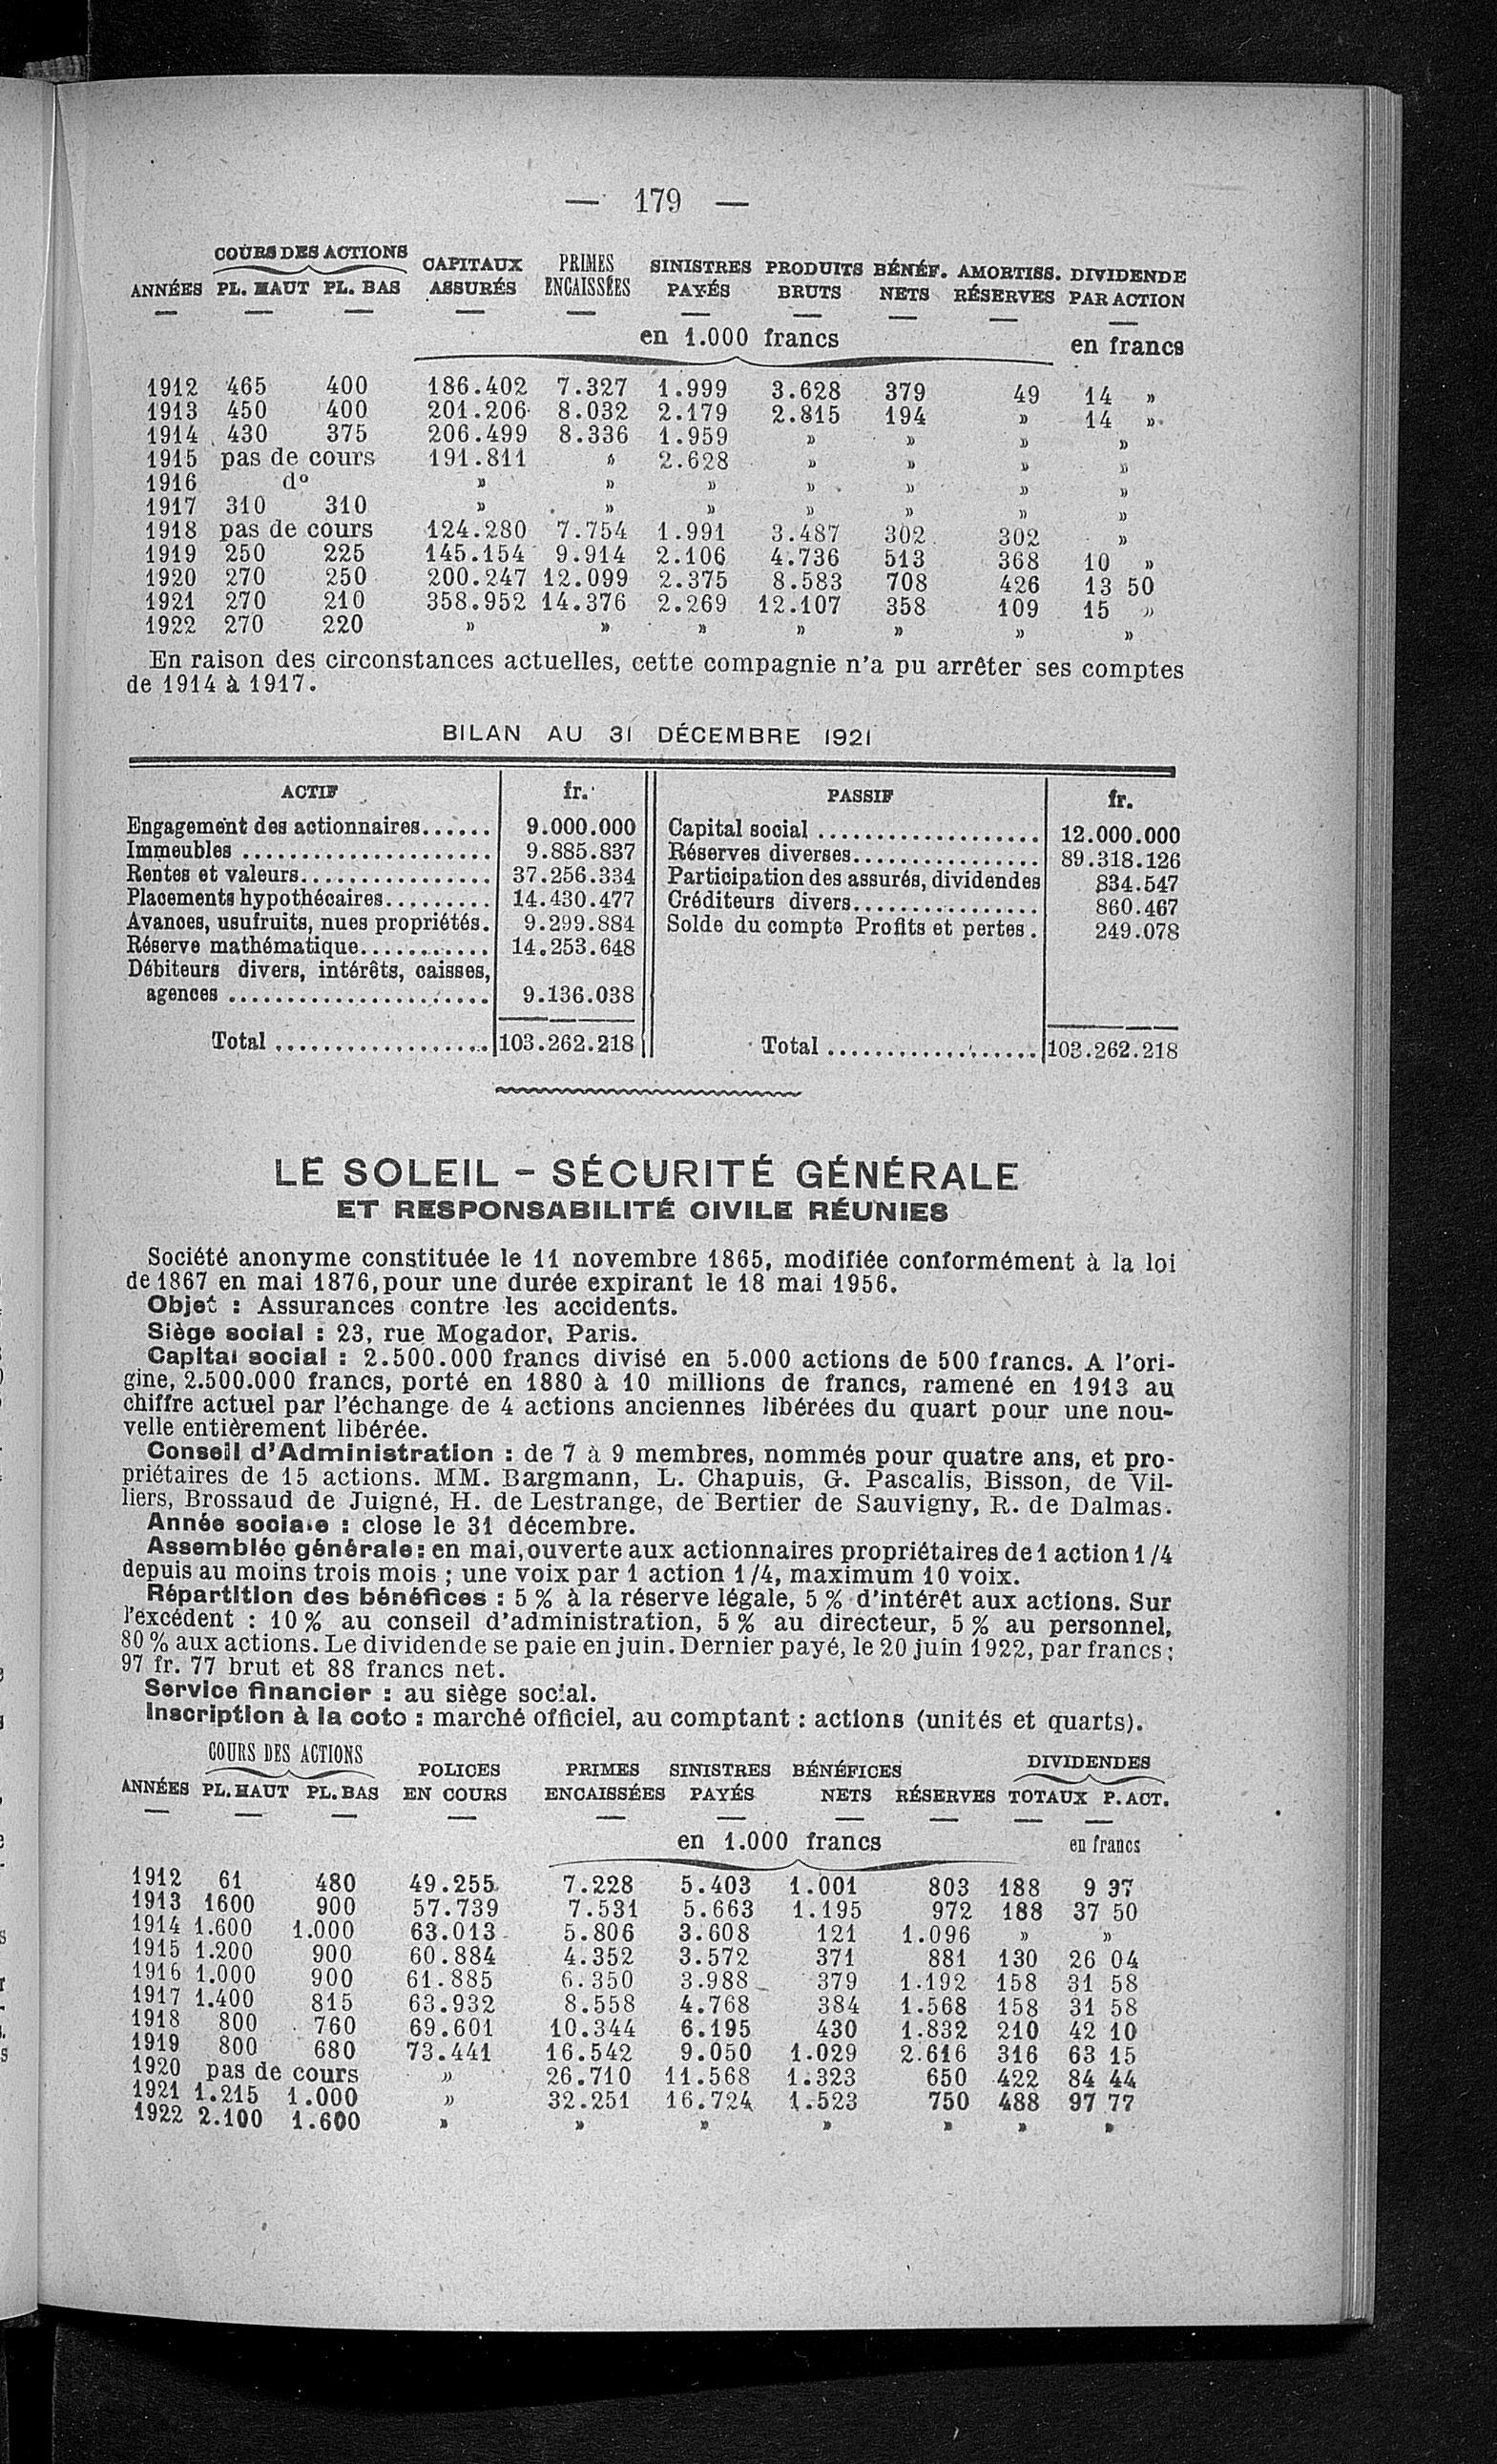 — 179 —
COURS DES ACTIONS CAPITAUX PRIMES SINISTRES PRODUITS BÉNÉF. AMORTISS. DIVIDENDE
ANNÉES PL. HAUT PL. BAS ASSURÉS ENCAISSÉES PAYÉS BRUTS NETS RÉSERVES PAR ACTION
en 1.000 francs en francs
1912 465 400 186.402 7.327 1.999 3.628 379 49 14 »
1913 450 400 201.206 8.032 2.179 2.815 194 » 14 »
1914 430 375 206.499 8.336 1.959 » » » »
1915 pas de cours 191.811 » 2.628 » » » »
1916 d° » » » » » » »
1917 310 310 » » » » » » »
1918 pas de cours 124.280 7.754 1.991 3.487 302 302 »
1919 250 225 145.154 9.914 2.106 4.736 513 368 10 »
1920 270 250 200.247 12.099 2.375 8.583 708 426 13 50
1921 270 210 358.952 14.376 2.269 12.107 358 109 15 »
1922 270 220 » » » » » » »
En raison des circonstances actuelles, cette compagnie n'a pu arrêter ses comptes
de 1914 à 1917.
BILAN AU 31 DÉCEMBRE 1921
ACTIF fr. PASSIF fr.
Engagement des actionnaires...... 9.000.000 Capital social ................... 12.000.000
Immeubles ..................... 9.885.837 Réserves diverses................ 89.318.126
Rentes et valeurs................ 37.256.334 Participation des assurés, dividendes 834.547
Placements hypothécaires......... 14.430.477 Créditeurs divers................ 860.467
Avances, usufruits, nues propriétés. 9.299.884 Solde du compte Profits et pertes. 249.078
Réserve mathématique........... 14.253.648
Débiteurs divers, intérêts, caisses,
agences ...................... 9.136.038
Total .................. 103.262.218 Total .................. 103.262.218
LE SOLEIL - SÉCURITÉ GÉNÉRALE
ET RESPONSABILITÉ CIVILE RÉUNIES
Société anonyme constituée le 11 novembre 1865, modifiée conformément à la loi
de 1867 en mai 1876, pour une durée expirant le 18 mai 1956.
Objet : Assurances contre les accidents.
Siège social : 23, rue Mogador, Paris.
Capital social : 2.500.000 francs divisé en 5.000 actions de 500 francs. A l'ori-
gine, 2.500.000 francs, porté en 1880 à 10 millions de francs, ramené en 1913 au
chiffre actuel par l'échange de 4 actions anciennes libérées du quart pour une nou-
velle entièrement libérée.
Conseil d'Administration : de 7 à 9 membres, nommés pour quatre ans, et pro-
priétaires de 15 actions. MM. Bargmann, L. Chapuis, G. Pascalis, Bisson, de Vil-
liers, Brossaud de Juigné, H. de Lestrange, de Bertier de Sauvigny, R. de Dalmas.
Année sociale : close le 31 décembre.
Assemblée générale : en mai, ouverte aux actionnaires propriétaires de 1 action 1/4
depuis au moins trois mois ; une voix par 1 action 1/4, maximum 10 voix.
Répartition des bénéfices : 5 % à la réserve légale, 5 % d'intérêt aux actions. Sur
l'excédent : 10 % au conseil d'administration, 5 % au directeur, 5 % au personnel,
80 % aux actions. Le dividende se paie en juin. Dernier payé, le 20 juin 1922, par francs ;
97 fr. 77 brut et 88 francs net.
Service financier : au siège social.
Inscription à la cote : marché officiel, au comptant : actions (unités et quarts).
COURS DES ACTIONS POLICES PRIMES SINISTRES BÉNÉFICES DIVIDENDES
ANNÉES PL. HAUT PL. BAS EN COURS ENCAISSÉES PAYÉS NETS RÉSERVES TOTAUX P. ACT.
en 1.000 francs en francs
1912 61 480 49.255 7.228 5.403 1.001 803 188 9 37
1913 1600 900 57.739 7.531 5.663 1.195 972 188 37 50
1914 1.600 1.000 63.013 5.806 3.608 121 1.096 » »
1915 1.200 900 60.884 4.352 3.572 371 881 130 26 04
1916 1.000 900 61.885 6.350 3.988 379 1.192 158 31 58
1917 1.400 815 63.932 8.558 4.768 384 1.568 158 31 58
1918 800 760 69.601 10.344 6.195 430 1.832 210 42 10
1919 800 680 73.441 16.542 9.050 1.029 2.616 316 63 15
1920 pas de cours » 26.710 11.568 1.323 650 422 84 44
1921 1.215 1.000 » 32.251 16.724 1.523 750 488 97 77
1922 2.100 1.600 » » » » » » »